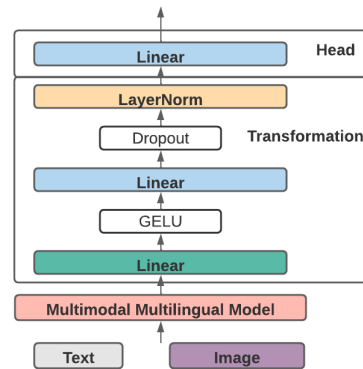 Linear
Head
LayerNorm
Dropout
Transformation
Linear
GELU
Linear
Multimodal Multilingual Model
Text
Image